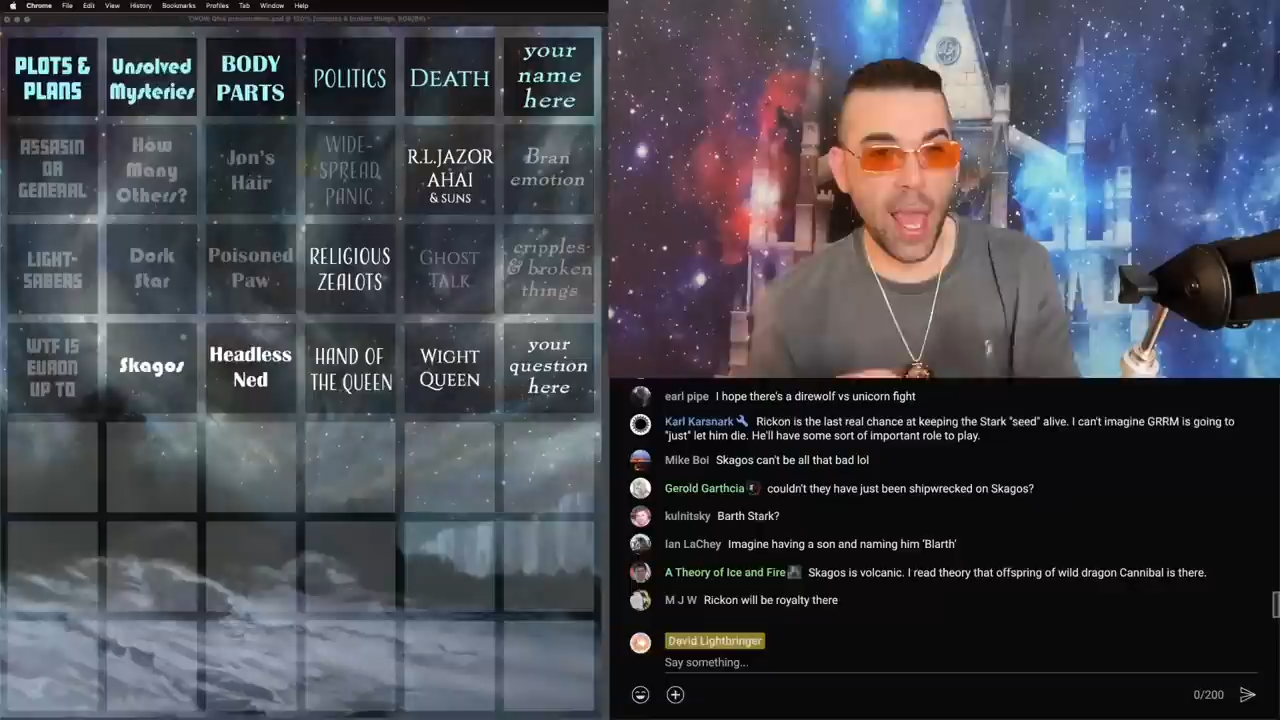 Chrome File Edit View History Bookmarks Profiles Tab Window Help
PLOTS &
PLANS
Unsolved
Mysteries
BODY
PARTS
POLITICS
DEATH
your
name
here
ASSASIN
OR
GENERAL
How
Many
Others?
Jon's
Hair
WIDE-
SPREAD
PANIC
R.L.JAZOR
AHAI
& SUNS
Bran
emotion
LIGHT-
SABERS
Dark
Star
Poisoned
Paw
RELIGIOUS
ZEALOTS
GHOST
TALK
cripples
& broken
things
WTF IS
EURON
UP TO
Skagos
Headless
Ned
HAND OF
THE QUEEN
WIGHT
QUEEN
your
question
here
earl pipe I hope there's a direwolf vs unicorn fight
Karl Karsnark Rickon is the last real chance at keeping the Stark "seed" alive. I can't imagine GRRM is going to
"just" let him die. He'll have some sort of important role to play.
Mike Boi Skagos can't be all that bad lol
Gerold Garthcia couldn't they have just been shipwrecked on Skagos?
kulnitsky Barth Stark?
Ian LaChey Imagine having a son and naming him 'Blarth'
A Theory of Ice and Fire Skagos is volcanic. I read theory that offspring of wild dragon Cannibal is there.
M J W Rickon will be royalty there
David Lightbringer
Say something...
0/200